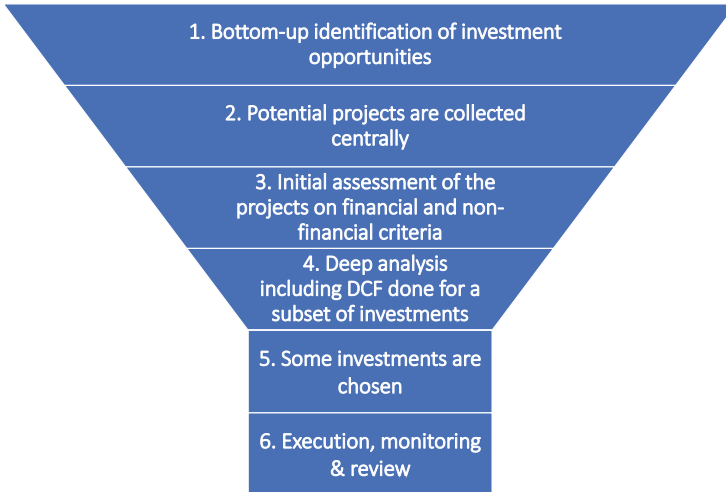 1. Bottom-up identification of investment
opportunities
2. Potential projects are collected
centrally
3. Initial assessment of the
projects on financial and non-
financial criteria
4. Deep analysis
including DCF done for a
subset of investments
5. Some investments are
chosen
6. Execution, monitoring
& review